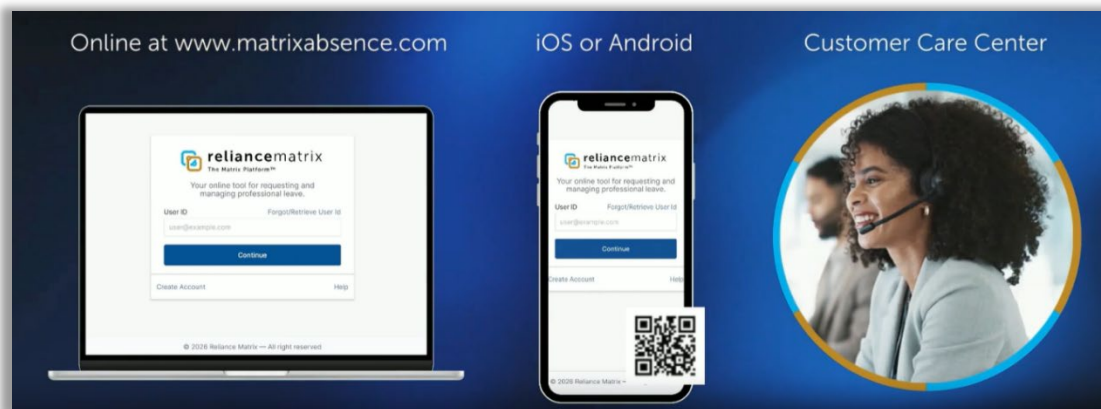 Online at www.matrixabsence.com
iOS or Android
Customer Care Center
reliancematrix
The Matrix Platform™
Your online tool for requesting and
managing professional leave.
User ID
Forgot/Retrieve User Id
user@example.com
Continue
Create Account
Help
© 2026 Reliance Matrix — All right reserved
reliancematrix
The Matrix Platform™
Your online tool for requesting and
managing professional leave.
User ID
Forgot/Retrieve User Id
user@example.com
Continue
Create Account
Help
© 2026 Reliance Matrix